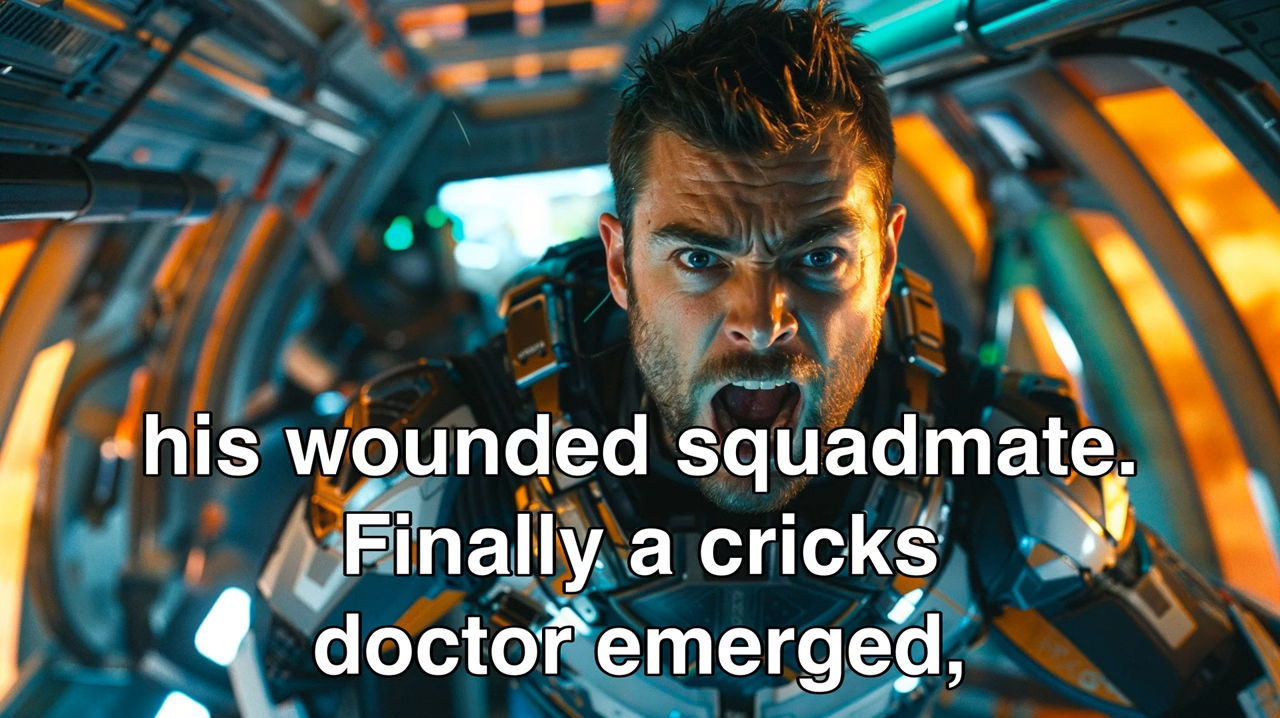 his wounded squadmate.
Finally a cricks
doctor emerged,